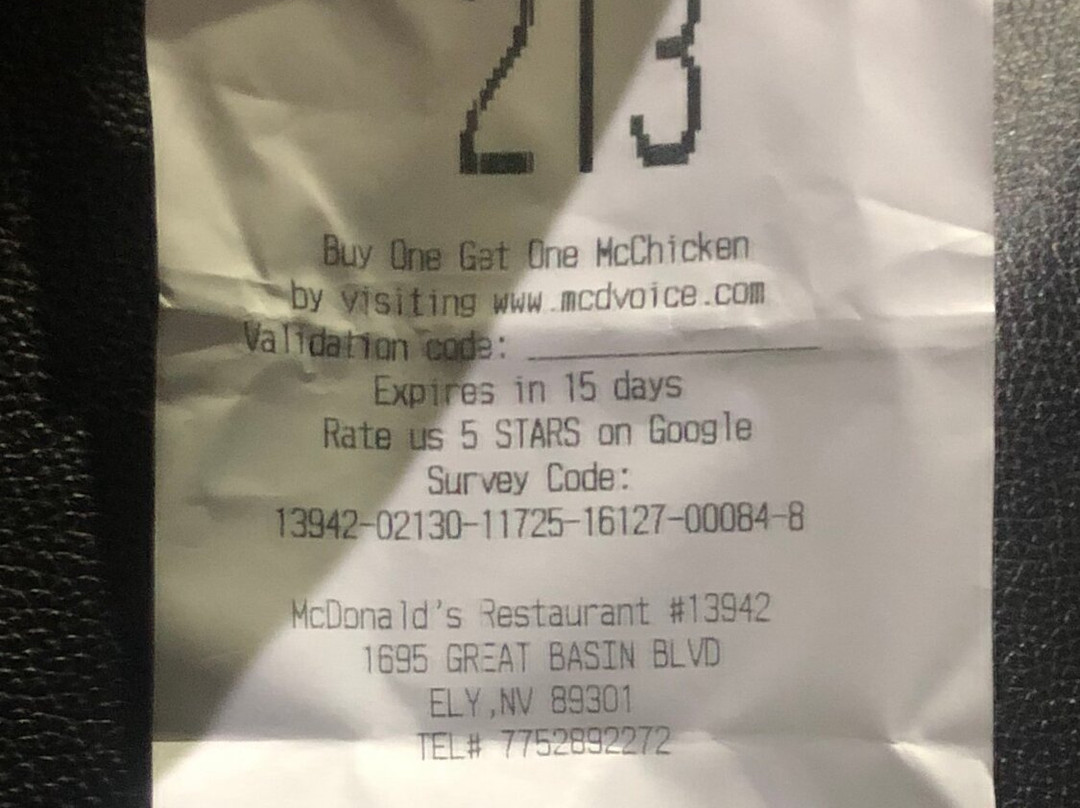 213
Buy One Get One McChicken
by visiting www.mcdvoice.com
Validation code:
Expires in 15 days
Rate us 5 STARS on Google
Survey Code:
13942-02130-11725-16127-00084-8
McDonald's Restaurant #13942
1695 GREAT BASIN BLVD
ELY,NV 89301
TEL# 7752892272